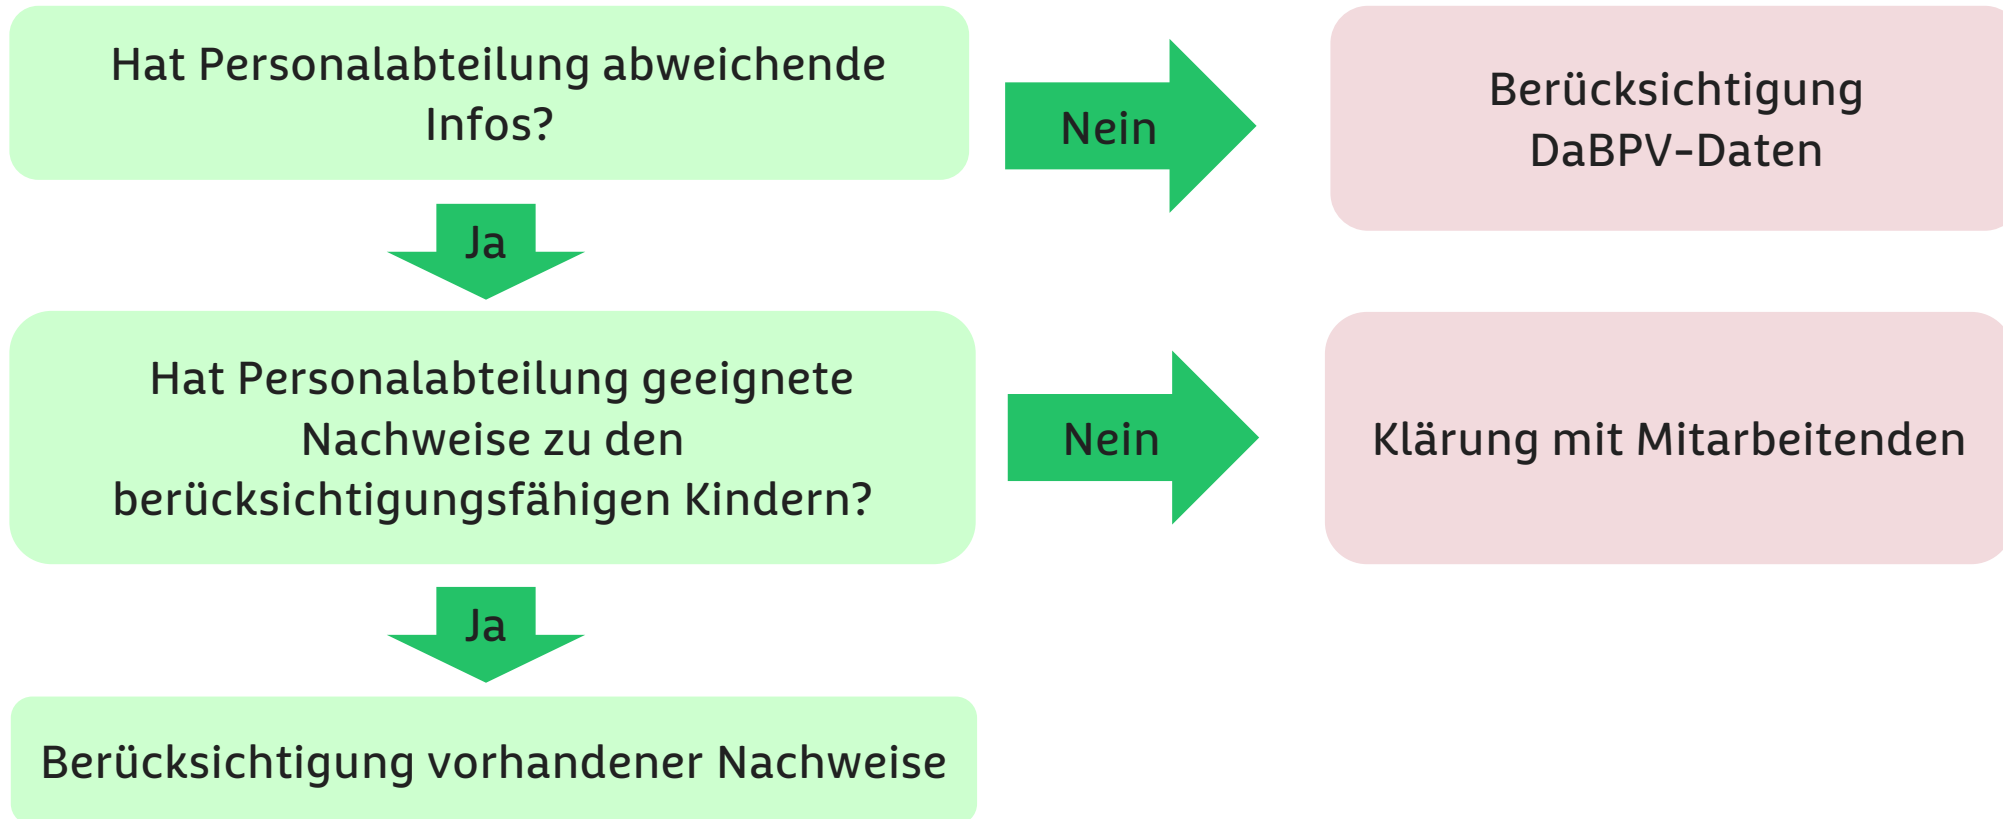 Hat Personalabteilung abweichende
Infos?
Nein
Berücksichtigung
DaBPV-Daten
Ja
Hat Personalabteilung geeignete
Nachweise zu den
berücksichtigungsfähigen Kindern?
Nein
Klärung mit Mitarbeitenden
Ja
Berücksichtigung vorhandener Nachweise